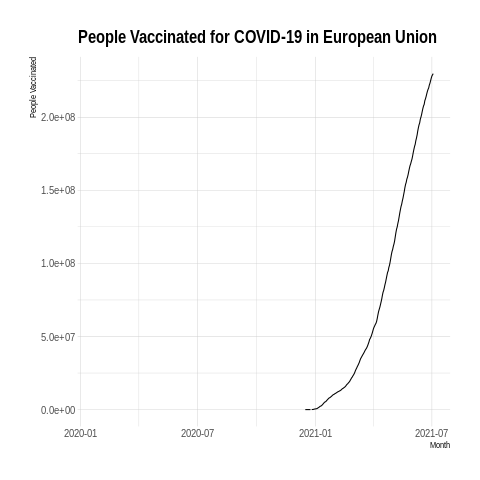 People Vaccinated for COVID-19 in European Union
People Vaccinated
2.0e+08
1.5e+08
1.0e+08
5.0e+07
0.0e+00
2020-01 2020-07 2021-01 2021-07
Month